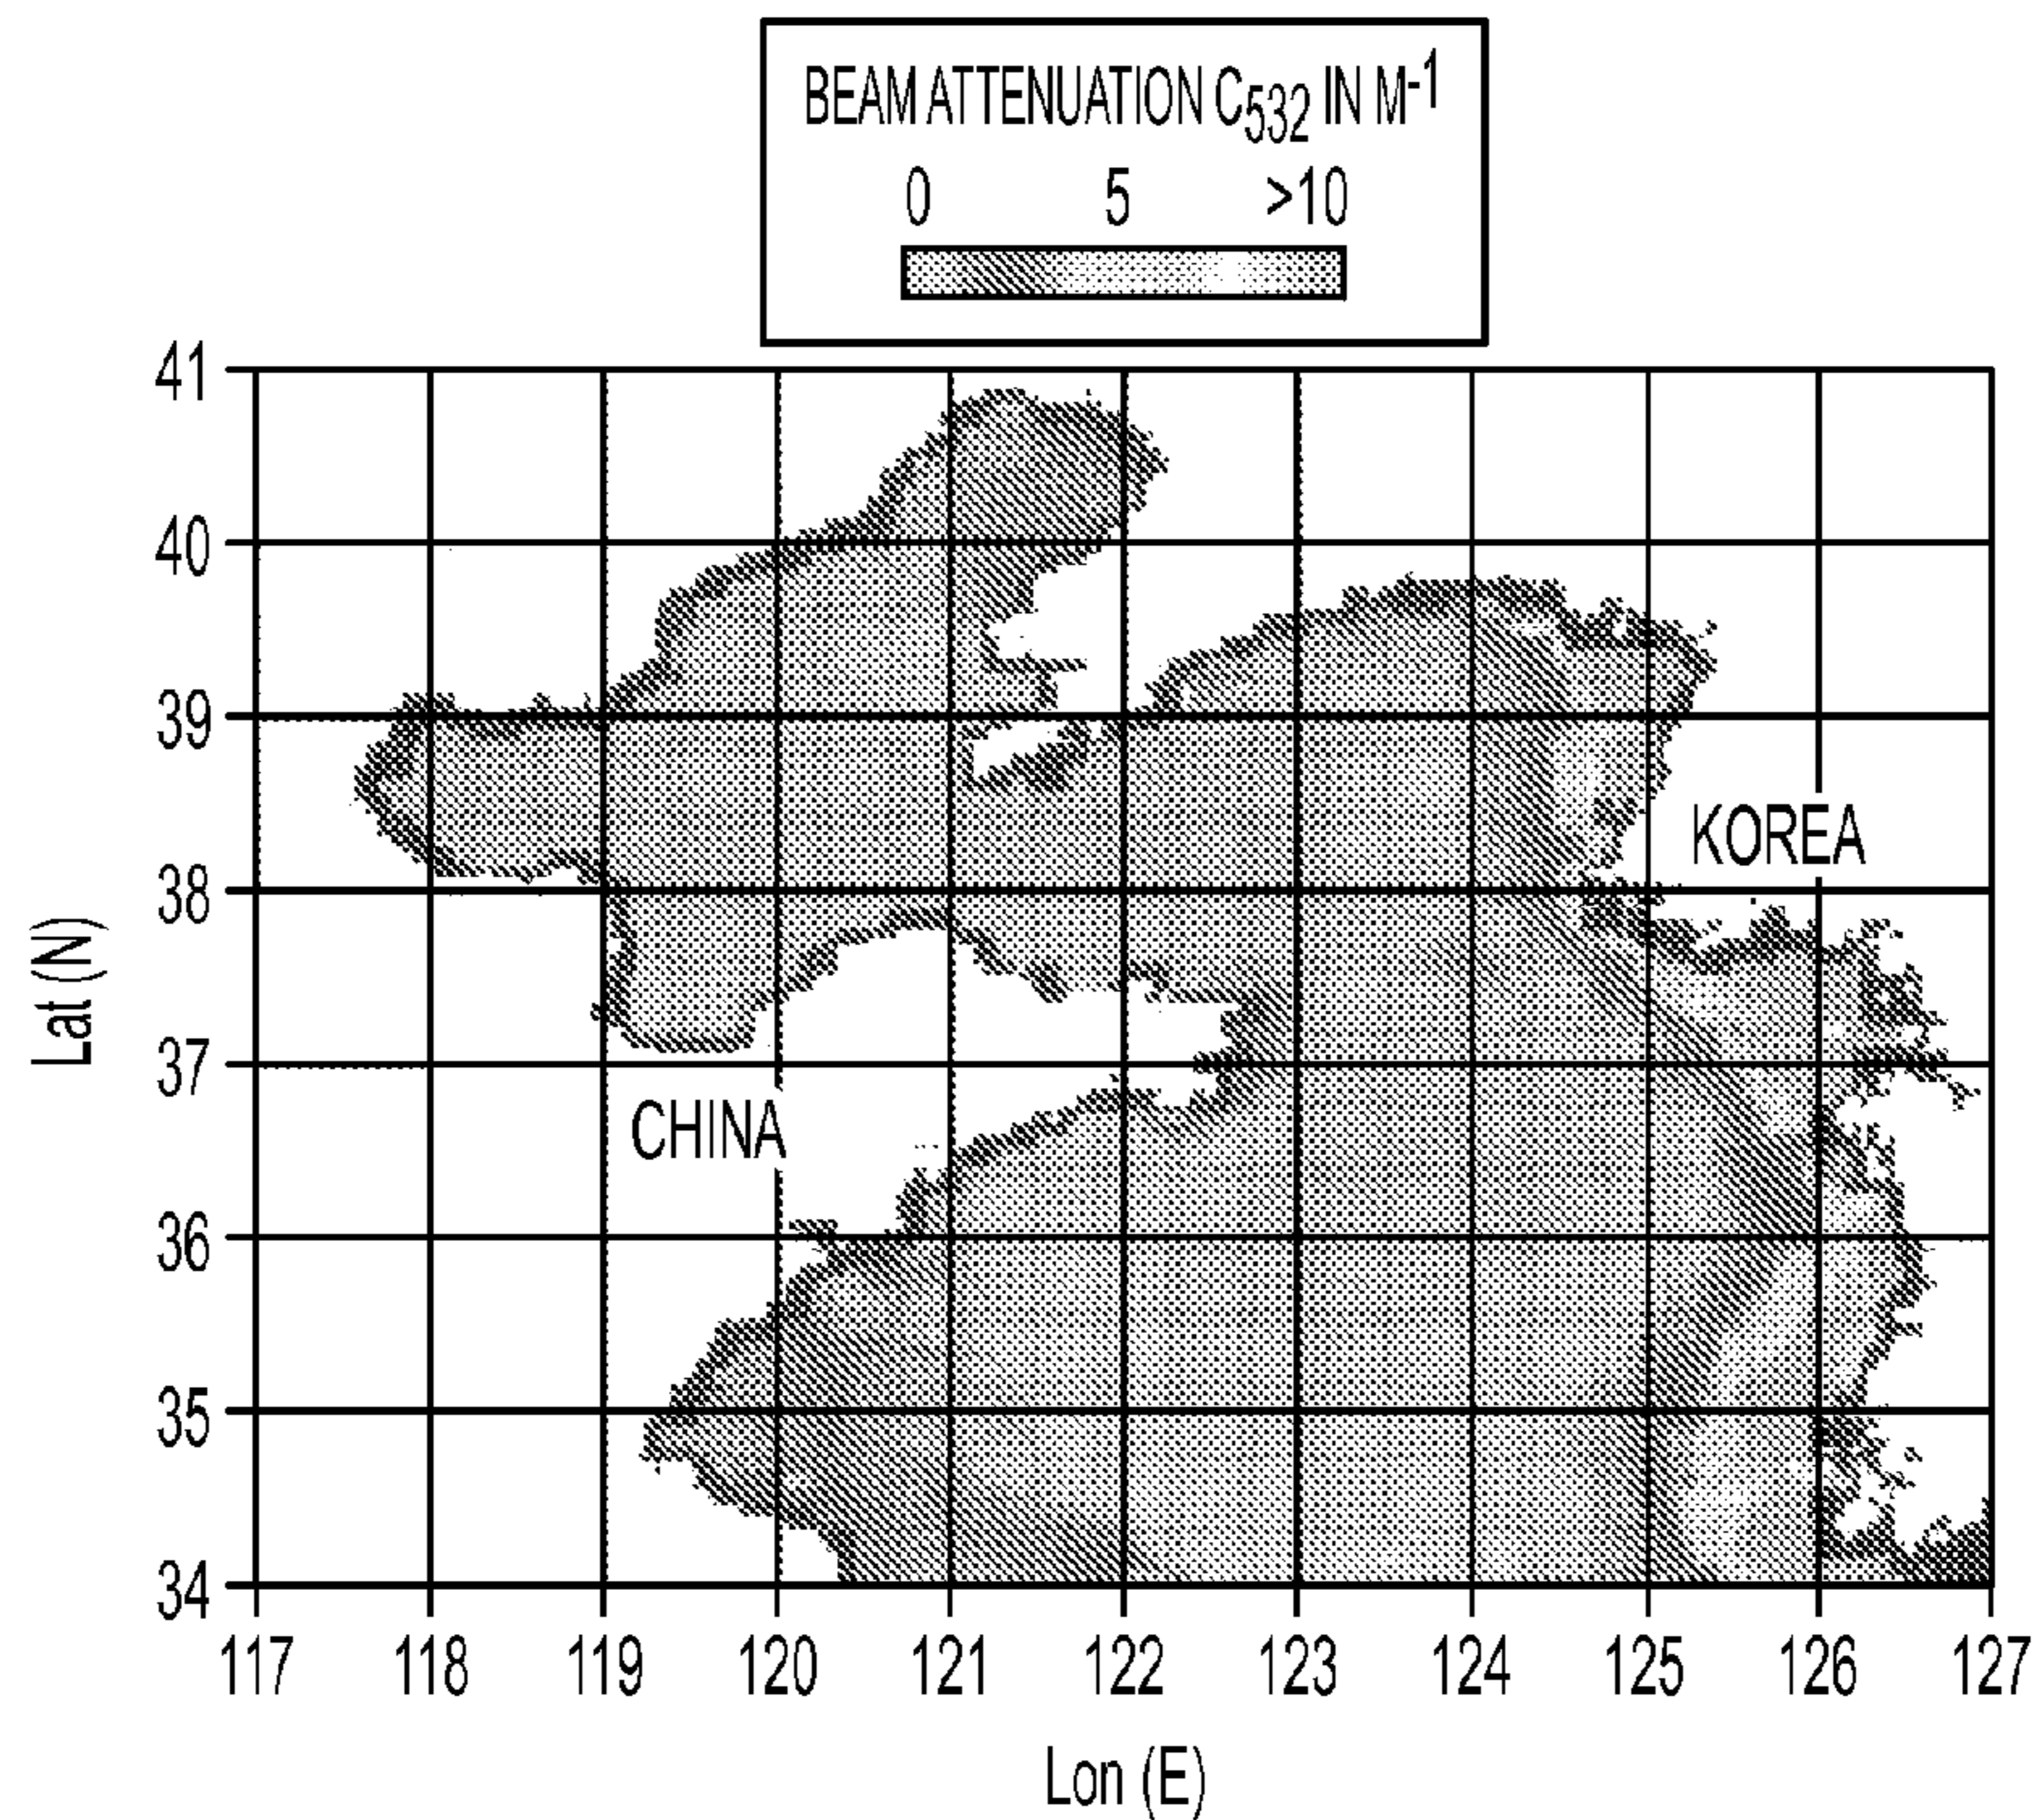 BEAM ATTENUATION C532 IN M-1
0 5 >10
41
40
39
38
37
36
35
34
Lat (N)
KOREA
CHINA
117 118 119 120 121 122 123 124 125 126 127
Lon (E)